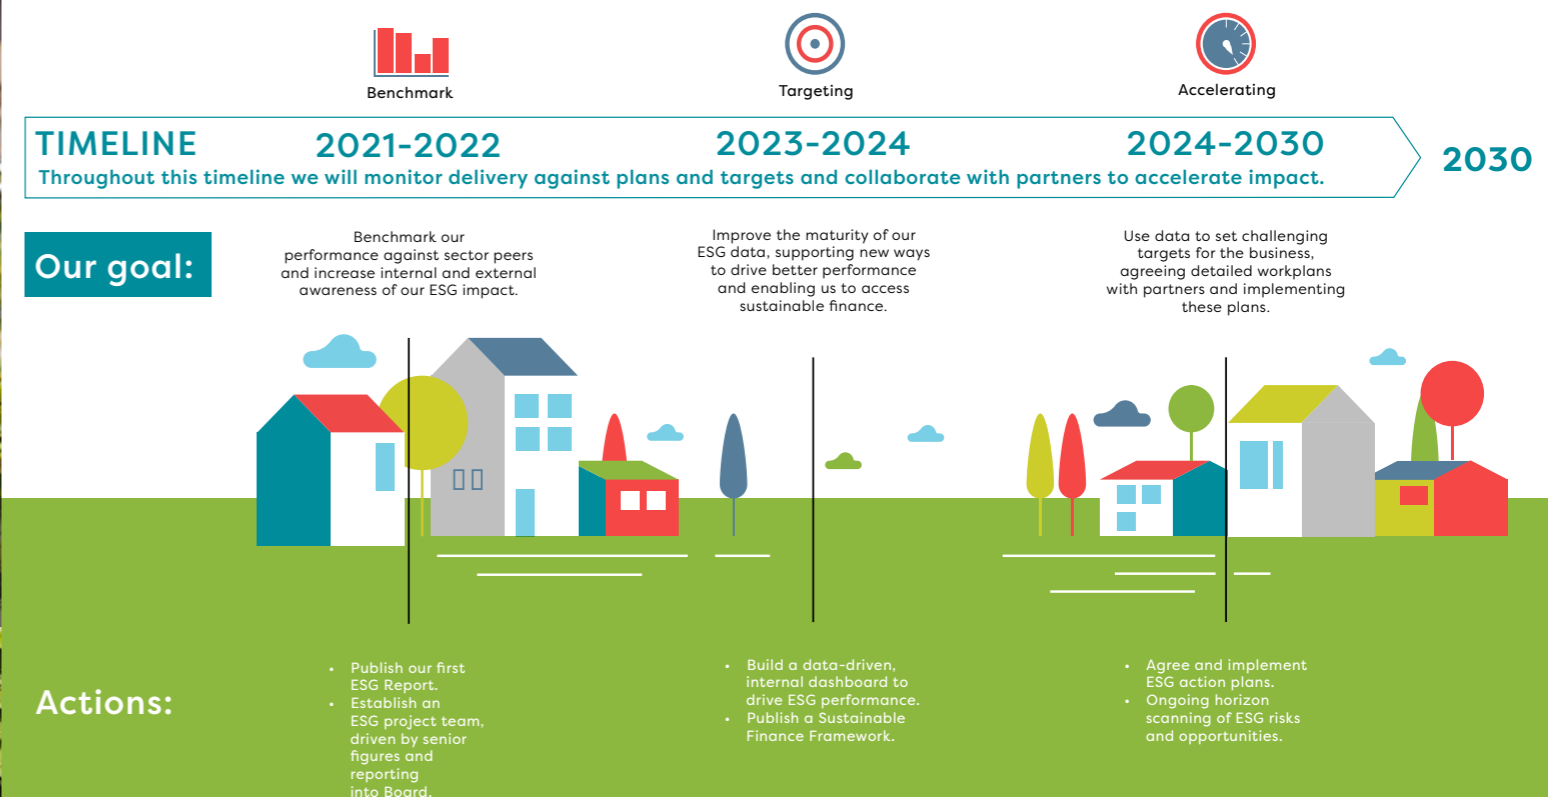 Benchmark
Targeting
Accelerating
TIMELINE
2021-2022
2023-2024
2024-2030
2030
Throughout this timeline we will monitor delivery against plans and targets and collaborate with partners to accelerate impact.
Our goal:
Benchmark our
performance against sector peers
and increase internal and external
awareness of our ESG impact.
Improve the maturity of our
ESG data, supporting new ways
to drive better performance
and enabling us to access
sustainable finance.
Use data to set challenging
targets for the business,
agreeing detailed workplans
with partners and implementing
these plans.
Actions:
• Publish our first
ESG Report.
• Establish an
ESG project team,
driven by senior
figures and
reporting
into Board.
• Build a data-driven,
internal dashboard to
drive ESG performance.
• Publish a Sustainable
Finance Framework.
• Agree and implement
ESG action plans.
• Ongoing horizon
scanning of ESG risks
and opportunities.